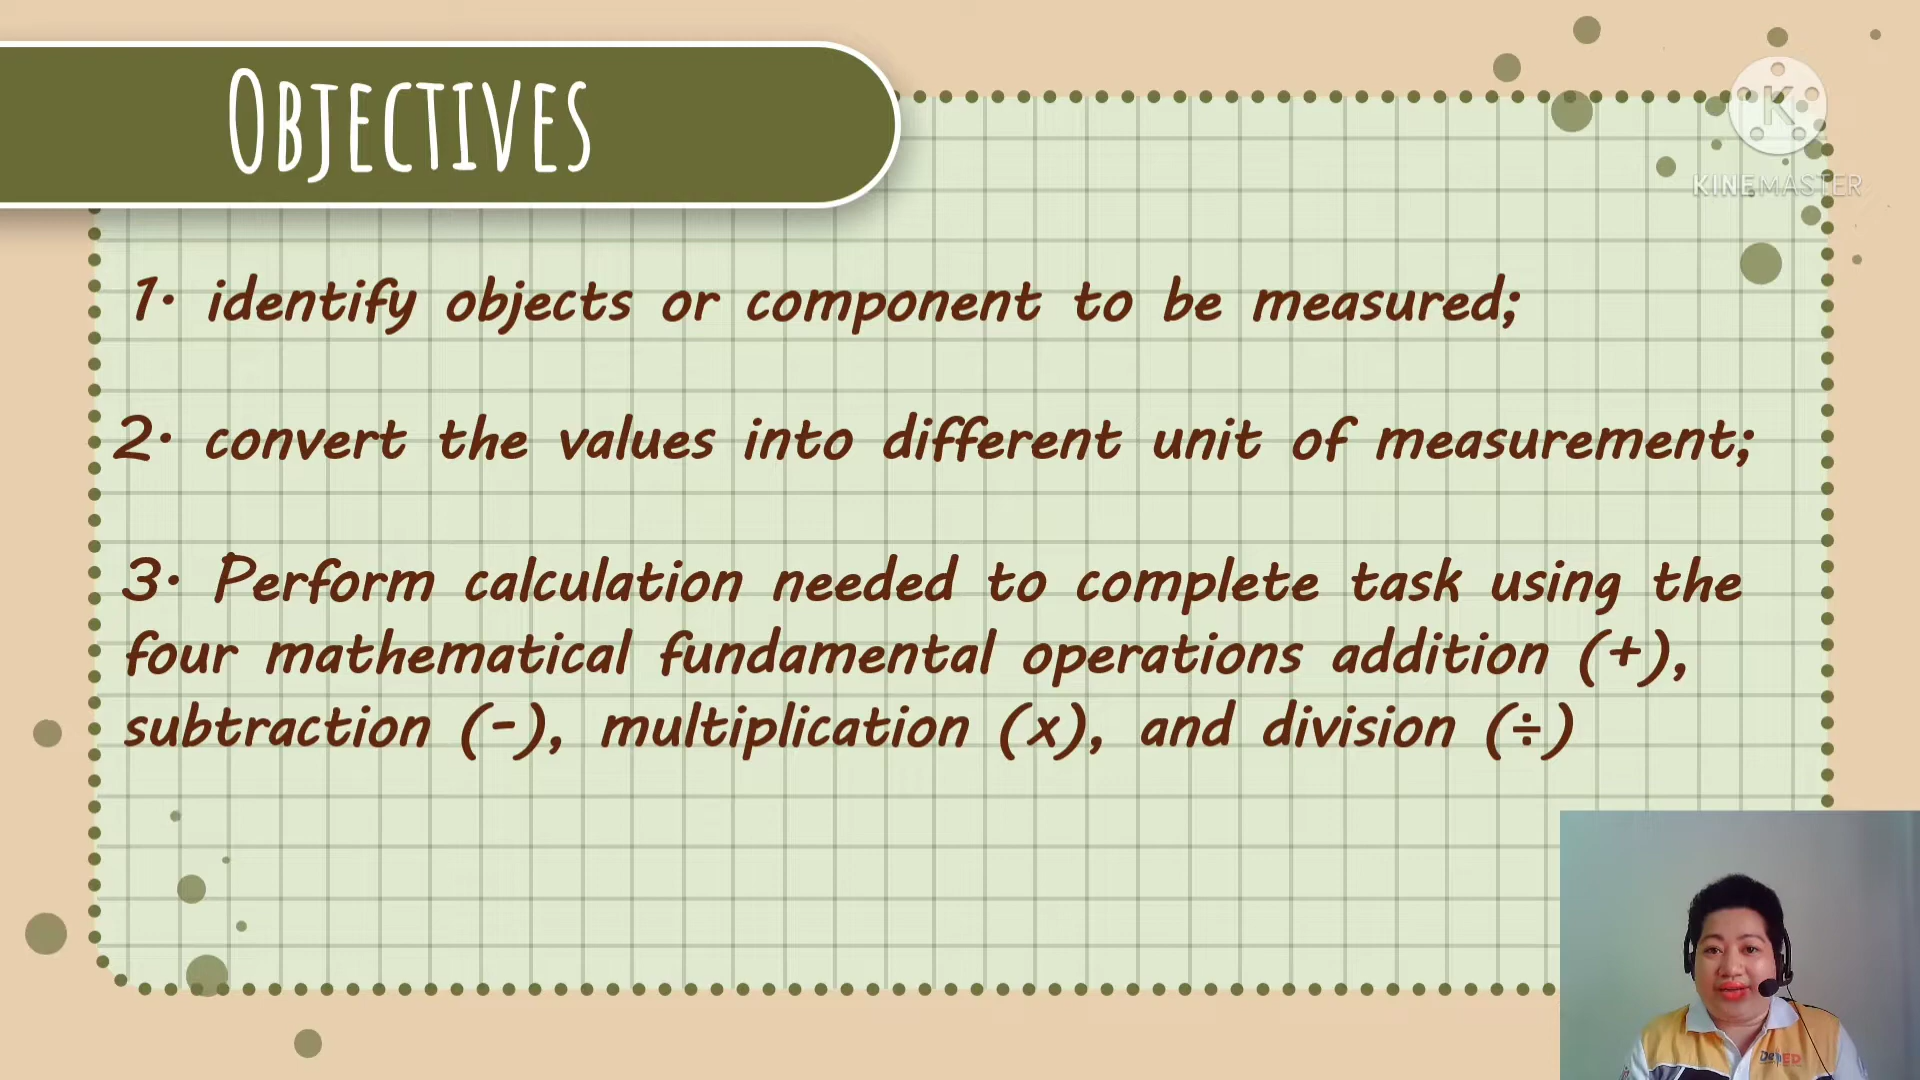 OBJECTIVES
KINEMASTER
1. identify objects or component to be measured;
2. convert the values into different unit of measurement;
3. Perform calculation needed to complete task using the
four mathematical fundamental operations addition (+),
subtraction (-), multiplication (x), and division (÷)
DepED